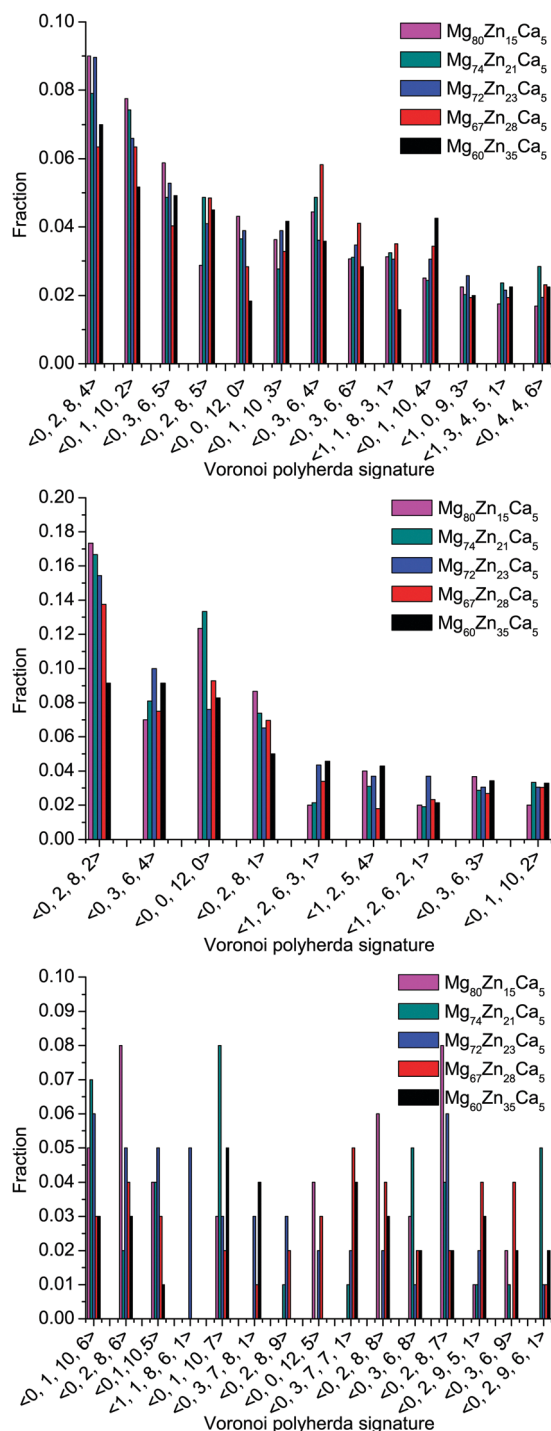 0.10
0.08
0.06
0.04
0.02
0.00
Fraction
Mg80Zn15Ca5
Mg74Zn21Ca5
Mg72Zn23Ca5
Mg67Zn28Ca5
Mg60Zn35Ca5
<0, 2, 8, 4>
<0, 1, 10, 2>
<0, 3, 6, 5>
<0, 2, 8, 5>
<0, 0, 12, 0>
<0, 1, 10 ,3>
<0, 3, 6, 4>
<0, 3, 6, 6>
<1, 1, 8, 3, 1>
<0, 1, 10, 4>
<1, 0, 9, 3>
<1, 3, 4, 5, 1>
<0, 4, 4, 6>
Voronoi polyherda signature
0.20
0.18
0.16
0.14
0.12
0.10
0.08
0.06
0.04
0.02
0.00
Fraction
Mg80Zn15Ca5
Mg74Zn21Ca5
Mg72Zn23Ca5
Mg67Zn28Ca5
Mg60Zn35Ca5
<0, 2, 8, 2>
<0, 3, 6, 4>
<0, 0, 12, 0>
<0, 2, 8, 1>
<1, 2, 6, 3, 1>
<1, 2, 5, 4>
<1, 2, 6, 2, 1>
<0, 3, 6, 3>
<0, 1, 10, 2>
Voronoi polyherda signature
0.10
0.09
0.08
0.07
0.06
0.05
0.04
0.03
0.02
0.01
0.00
Fraction
Mg80Zn15Ca5
Mg74Zn21Ca5
Mg72Zn23Ca5
Mg67Zn28Ca5
Mg60Zn35Ca5
<0, 1, 10, 6>
<0, 2, 8, 6>
<0,1, 10,5>
<1, 1, 8, 6, 1>
<0, 1, 10, 7>
<0, 3, 7, 8, 1>
<0, 2, 8, 9>
<0, 0, 12, 5>
<0, 3, 7, 7, 1>
<0, 2, 8, 8>
<0, 3, 6, 8>
<0, 2, 8, 7>
<0, 2, 9, 5, 1>
<0, 3, 6, 9>
<0, 2, 9, 6, 1>
Voronoi polyherda signature